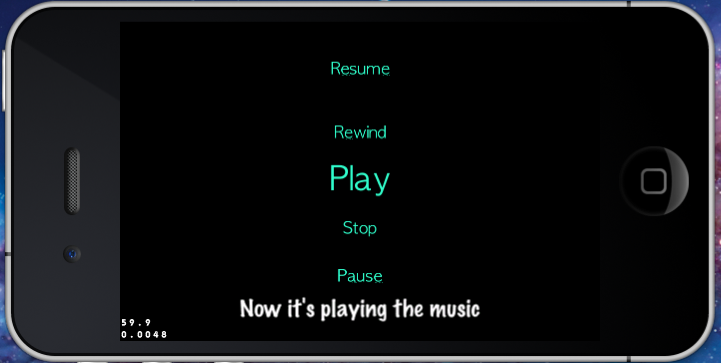 Resume
Rewind
Play
Stop
Pause
Now it's playing the music
59.9
0.0048